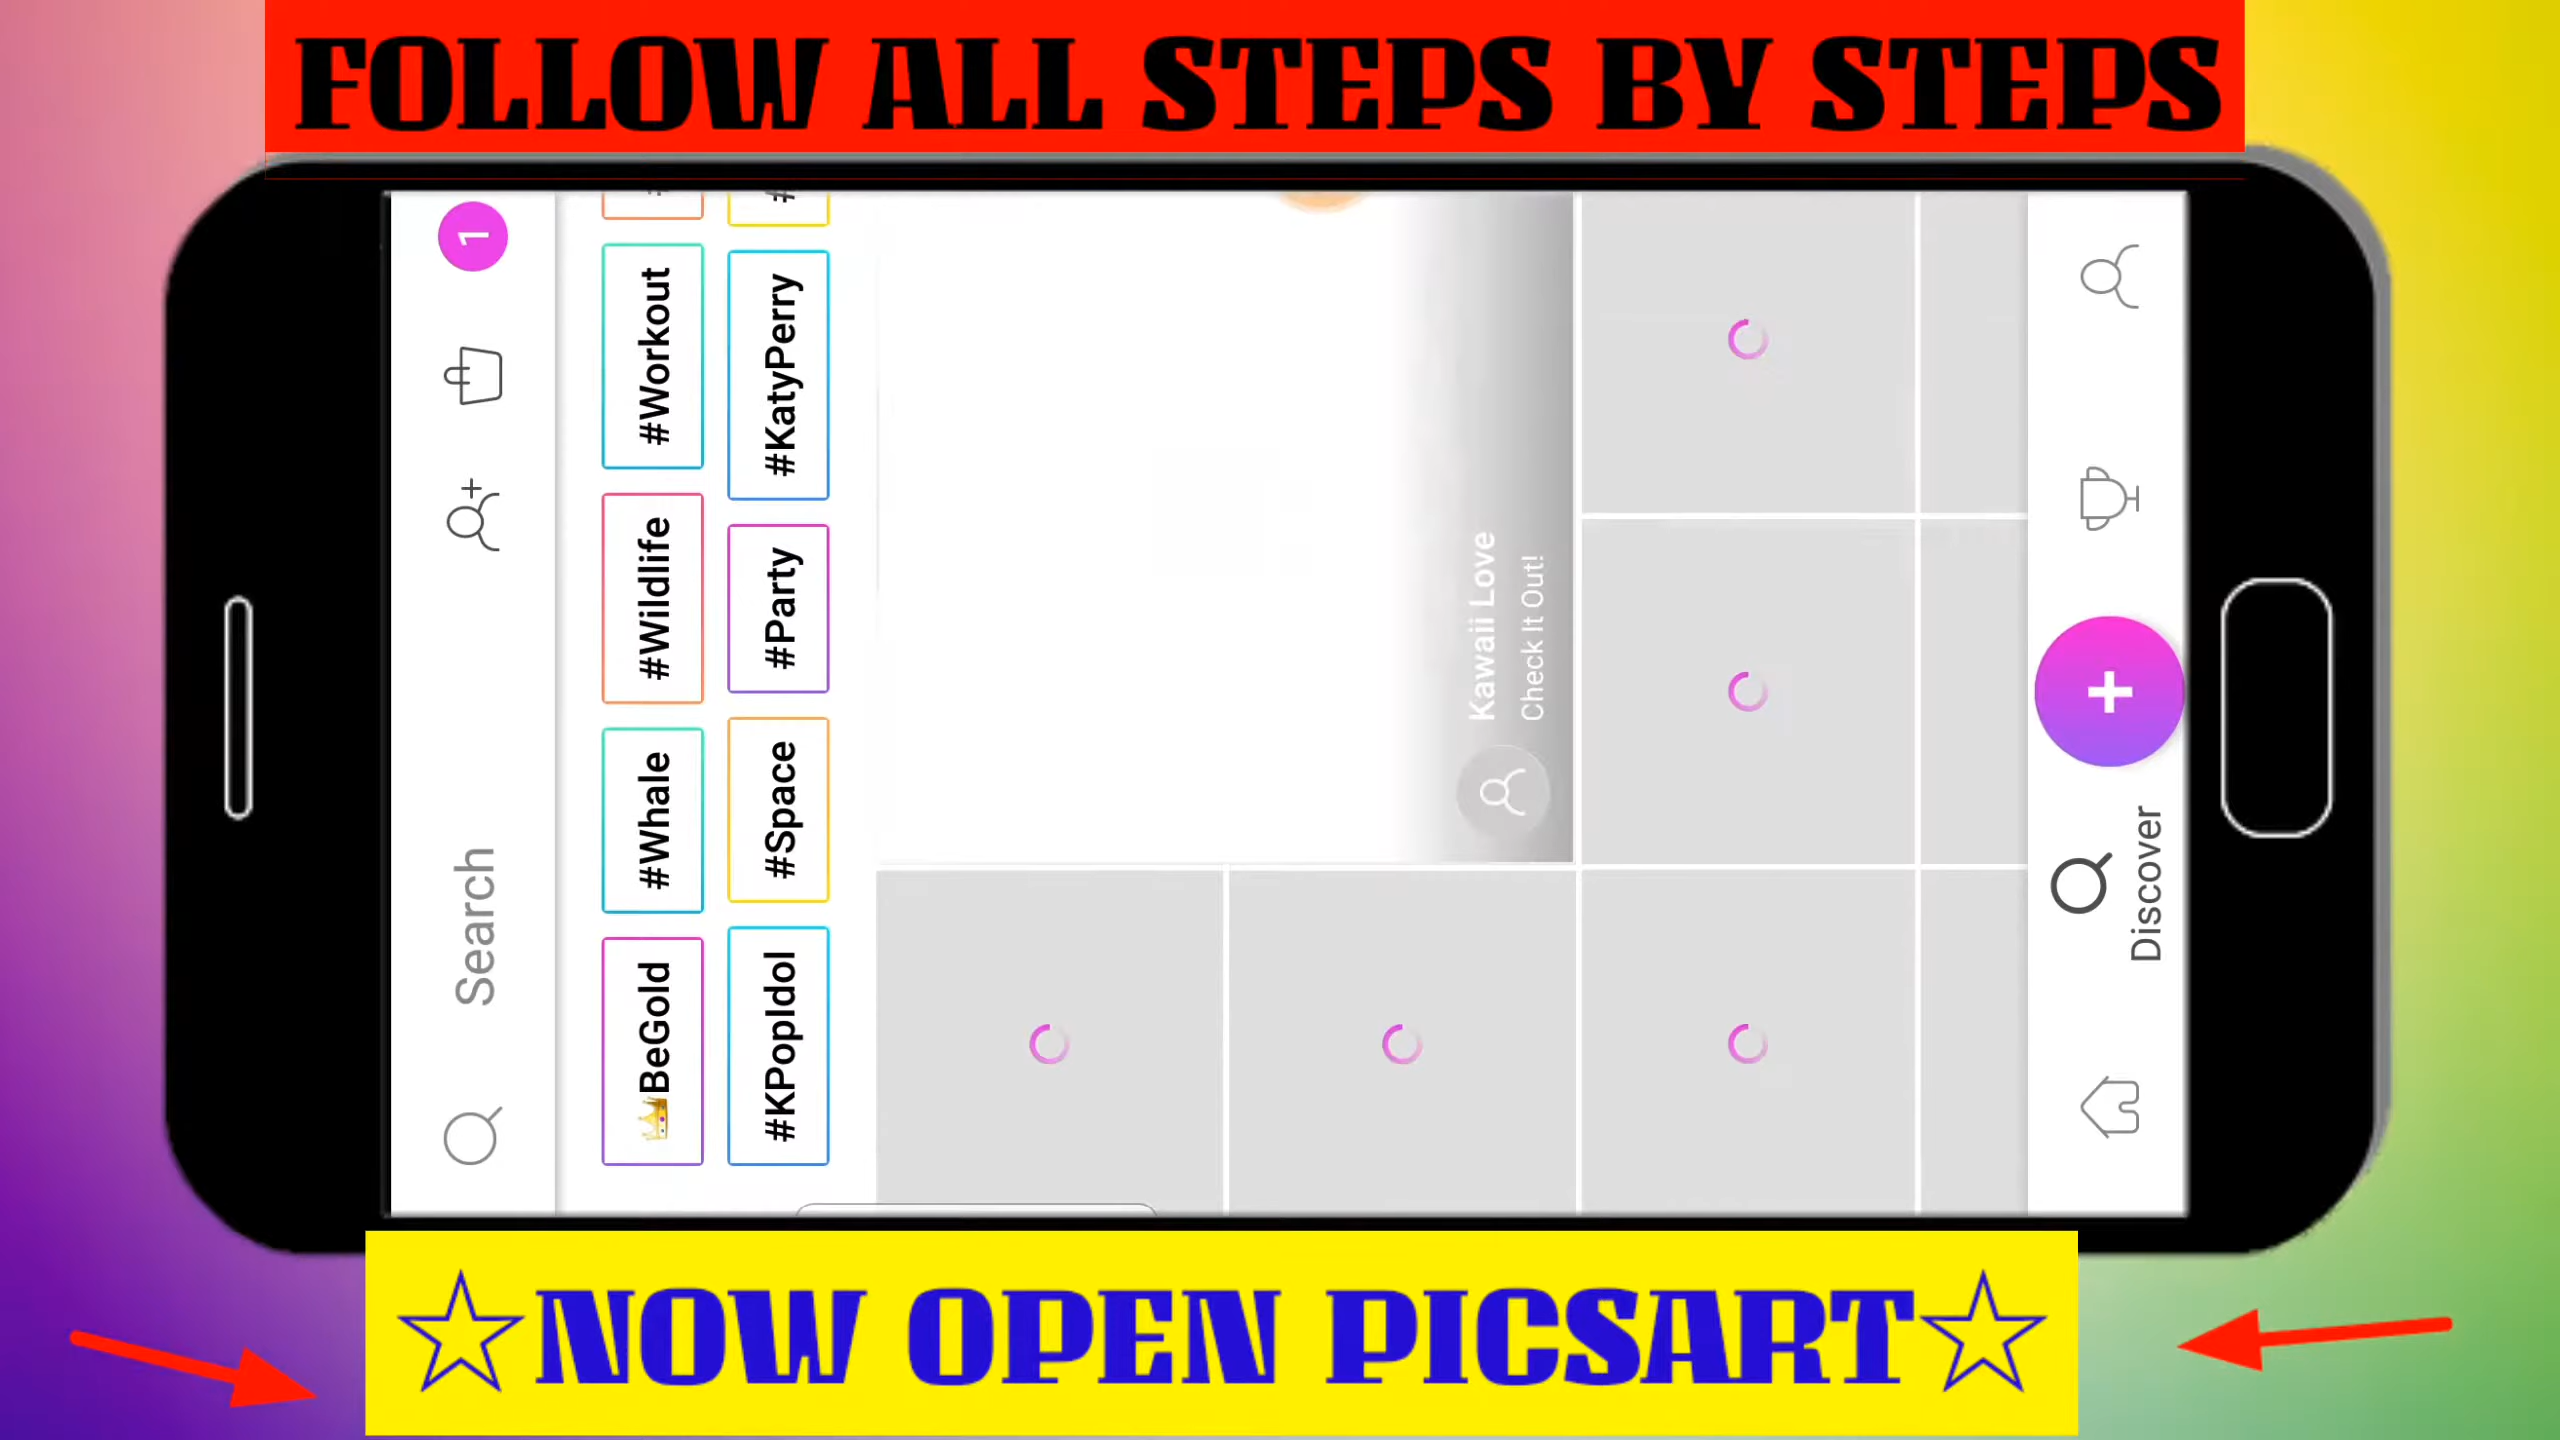 FOLLOW ALL STEPS BY STEPS
Search
1
👑BeGold
#Whale
#Wildlife
#Workout
#
#KPopIdol
#Space
#Party
#KatyPerry
#
Kawaii Love
Check It Out!
Discover
☆NOW OPEN PICSART☆